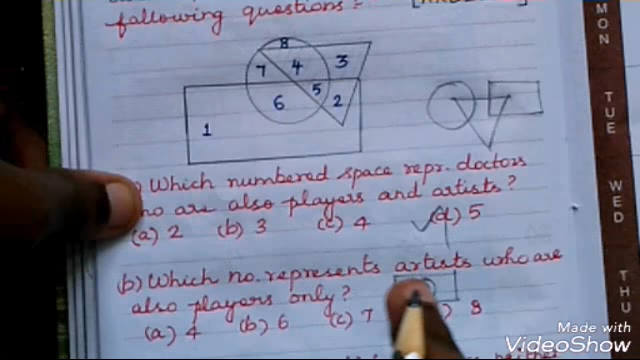 following questions :-
8
7 4 3
5
6 2
1
Which numbered space repr. doctors
who are also players and artists?
(a) 2 (b) 3 (c) 4 (d) 5
(b) Which no. represents artists who are
also players only?
(a) 4 (b) 6 (c) 7 ) 8
MON
TUE
WED
THU
Made with
VideoShow